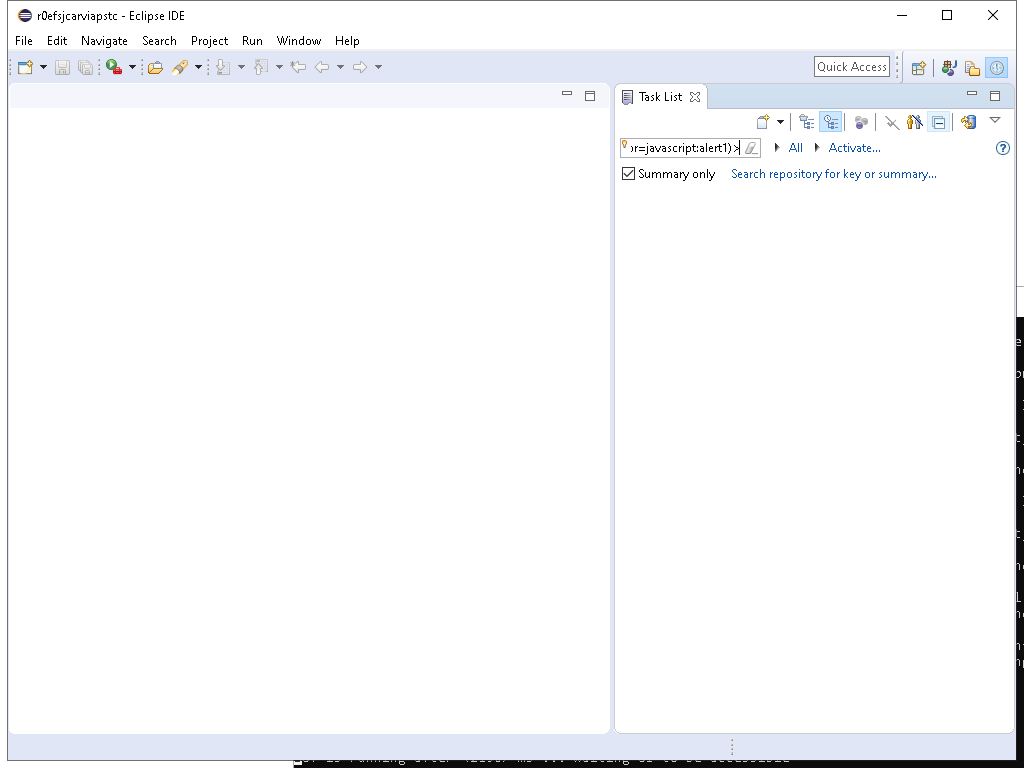 r0efsjcarviapstc - Eclipse IDE
File Edit Navigate Search Project Run Window Help
Quick Access
Task List
or=javascript:alert1)> All Activate...
Summary only Search repository for key or summary...